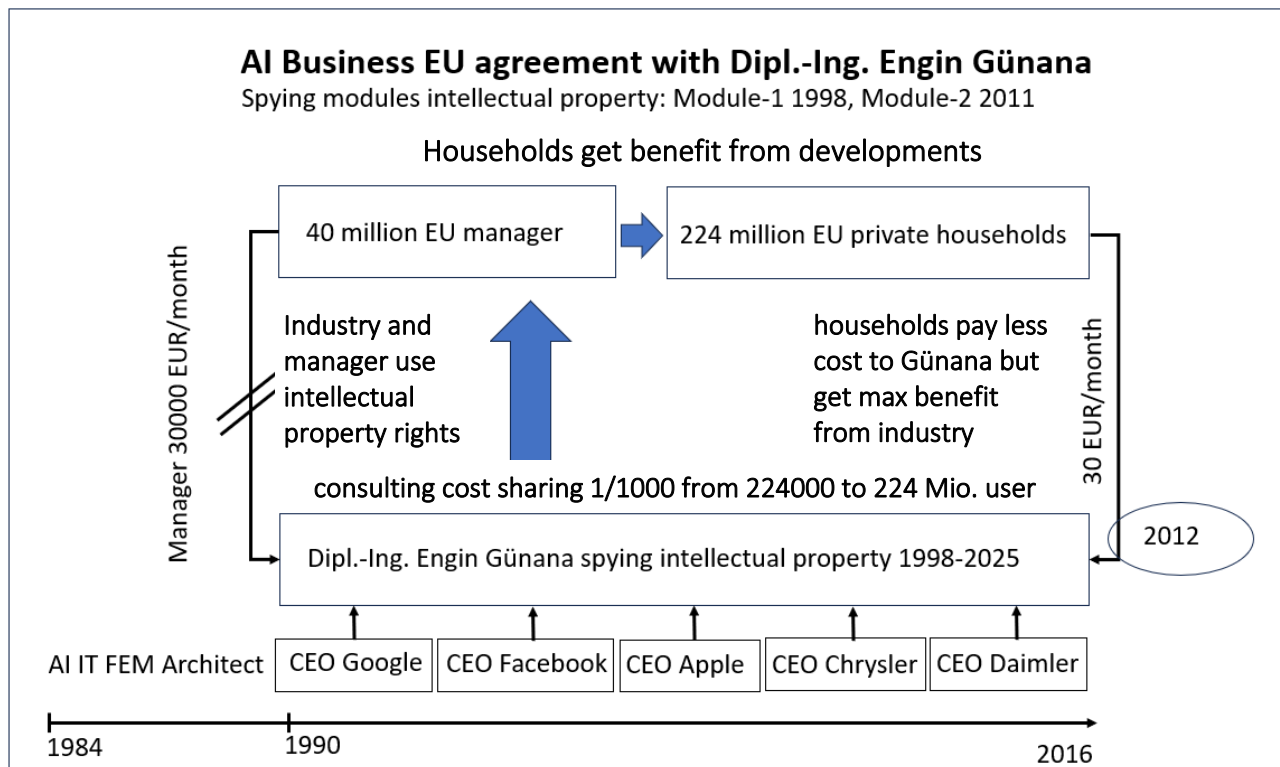 AI Business EU agreement with Dipl.-Ing. Engin Günana
Spying modules intellectual property: Module-1 1998, Module-2 2011
Households get benefit from developments
40 million EU manager
224 million EU private households
Manager 30000 EUR/month
Industry and
manager use
intellectual
property rights
households pay less
cost to Günana but
get max benefit
from industry
30 EUR/month
consulting cost sharing 1/1000 from 224000 to 224 Mio. user
2012
Dipl.-Ing. Engin Günana spying intellectual property 1998-2025
AI IT FEM Architect
CEO Google
CEO Facebook
CEO Apple
CEO Chrysler
CEO Daimler
1984
1990
2016